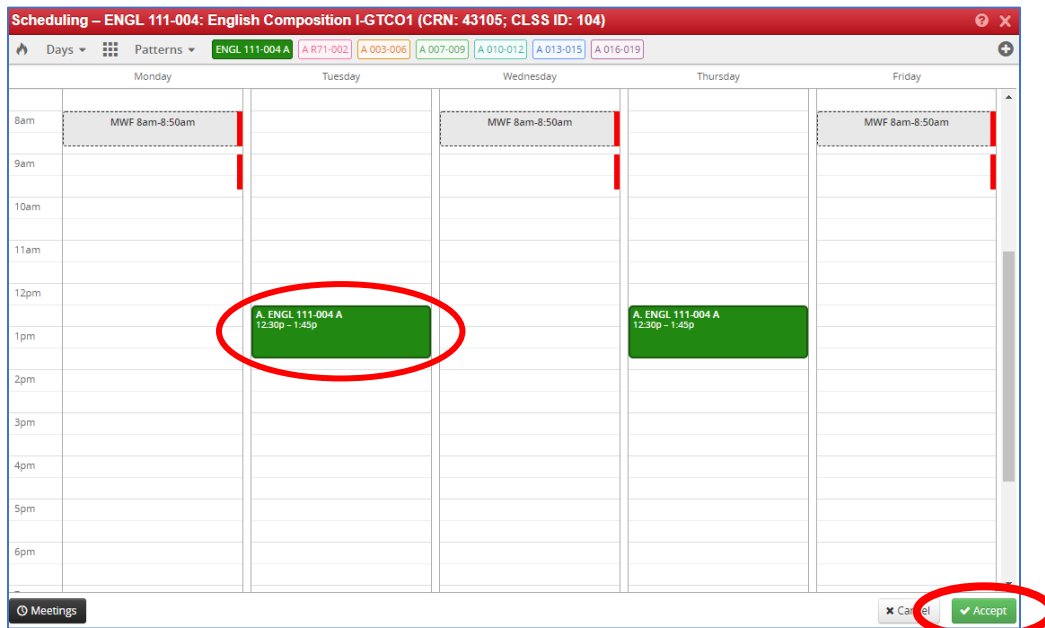 Scheduling – ENGL 111-004: English Composition I-GTCO1 (CRN: 43105; CLSS ID: 104)
Days Patterns ENGL 111-004 A A R71-002 A 003-006 A 007-009 A 010-012 A 013-015 A 016-019
Monday Tuesday Wednesday Thursday Friday
8am MWF 8am-8:50am MWF 8am-8:50am MWF 8am-8:50am
9am
10am
11am
12pm
A. ENGL 111-004 A A. ENGL 111-004 A
12:30p – 1:45p 12:30p – 1:45p
1pm
2pm
3pm
4pm
5pm
6pm
Meetings Cancel Accept